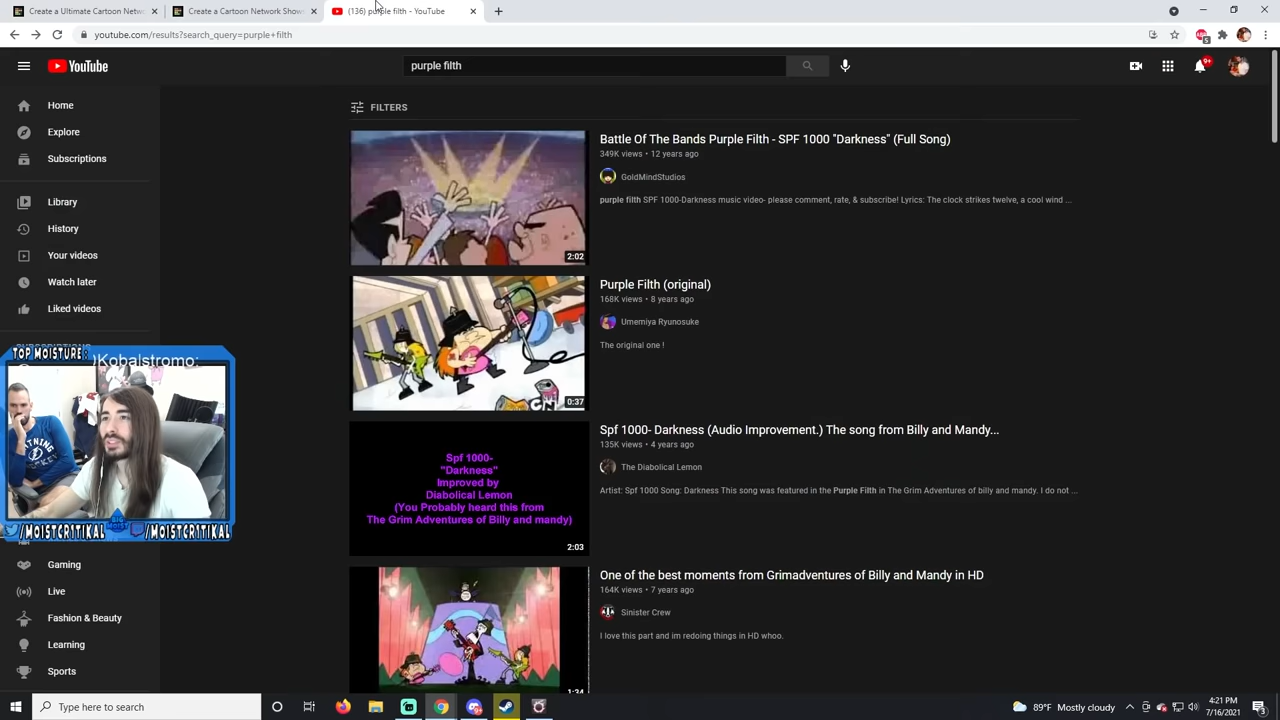 Create a Ultimate Cartoon Netwo
Create a Cartoon Network Show
(136) purple filth - YouTube
youtube.com/results?search_query=purple+filth
5
YouTube
purple filth
9+
FILTERS
Home
Explore
Subscriptions
Library
History
Your videos
Watch later
Liked videos
Battle Of The Bands Purple Filth - SPF 1000 "Darkness" (Full Song)
349K views • 12 years ago
GoldMindStudios
purple filth SPF 1000-Darkness music video- please comment, rate, & subscribe! Lyrics: The clock strikes twelve, a cool wind ...
2:02
Purple Filth (original)
168K views • 8 years ago
Umemiya Ryunosuke
The original one !
CN
0:37
TOP MOISTURE:
)Kobalstromo:
LIGHTNING
BIG MOIST
/MOISTCR1TIKAL
/MOISTCR1TIKAL
Spf 1000-
"Darkness"
Improved by
Diabolical Lemon
(You Probably heard this from
The Grim Adventures of Billy and mandy)
2:03
Spf 1000- Darkness (Audio Improvement.) The song from Billy and Mandy...
135K views • 4 years ago
The Diabolical Lemon
Artist: Spf 1000 Song: Darkness This song was featured in the Purple Filth in The Grim Adventures of billy and mandy. I do not ...
Gaming
Live
Fashion & Beauty
Learning
Sports
One of the best moments from Grimadventures of Billy and Mandy in HD
164K views • 7 years ago
Sinister Crew
I love this part and im redoing things in HD whoo.
1:34
Type here to search
89°F Mostly cloudy
4:21 PM
7/16/2021